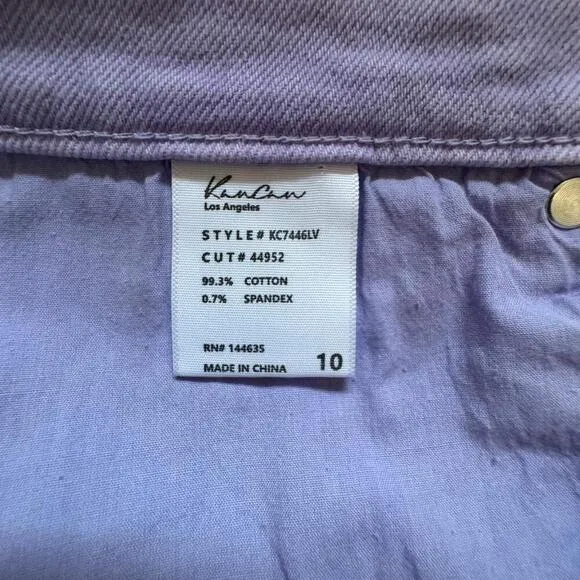 KanCan
Los Angeles
STYLE# KC7446LV
CUT# 44952
99.3% COTTON
0.7% SPANDEX
RN# 144635
MADE IN CHINA 10